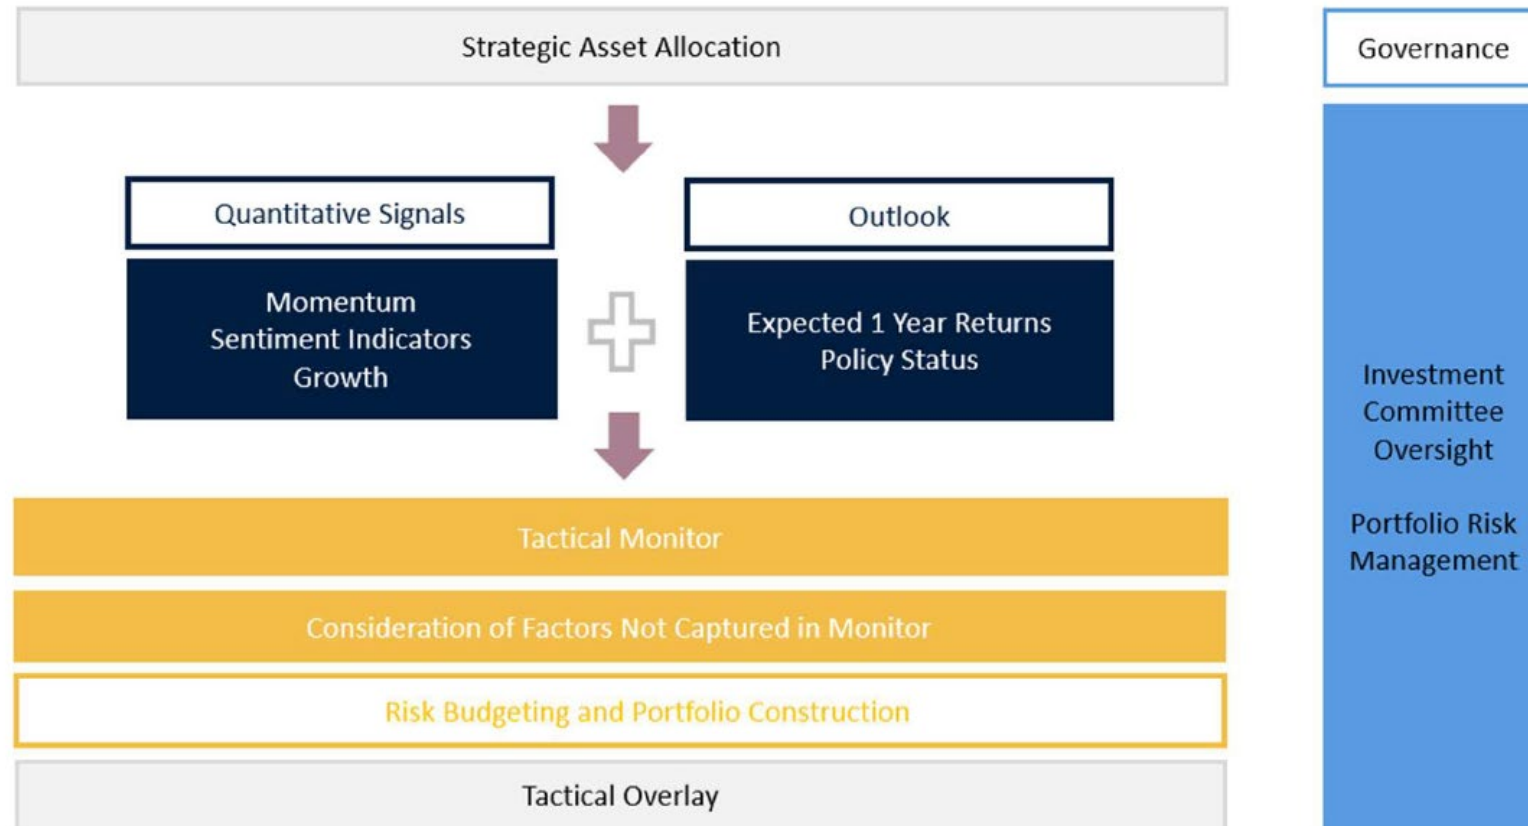 Strategic Asset Allocation
Governance
Quantitative Signals
Momentum
Sentiment Indicators
Growth
Outlook
Expected 1 Year Returns
Policy Status
Tactical Monitor
Consideration of Factors Not Captured in Monitor
Risk Budgeting and Portfolio Construction
Tactical Overlay
Investment
Committee
Oversight
Portfolio Risk
Management